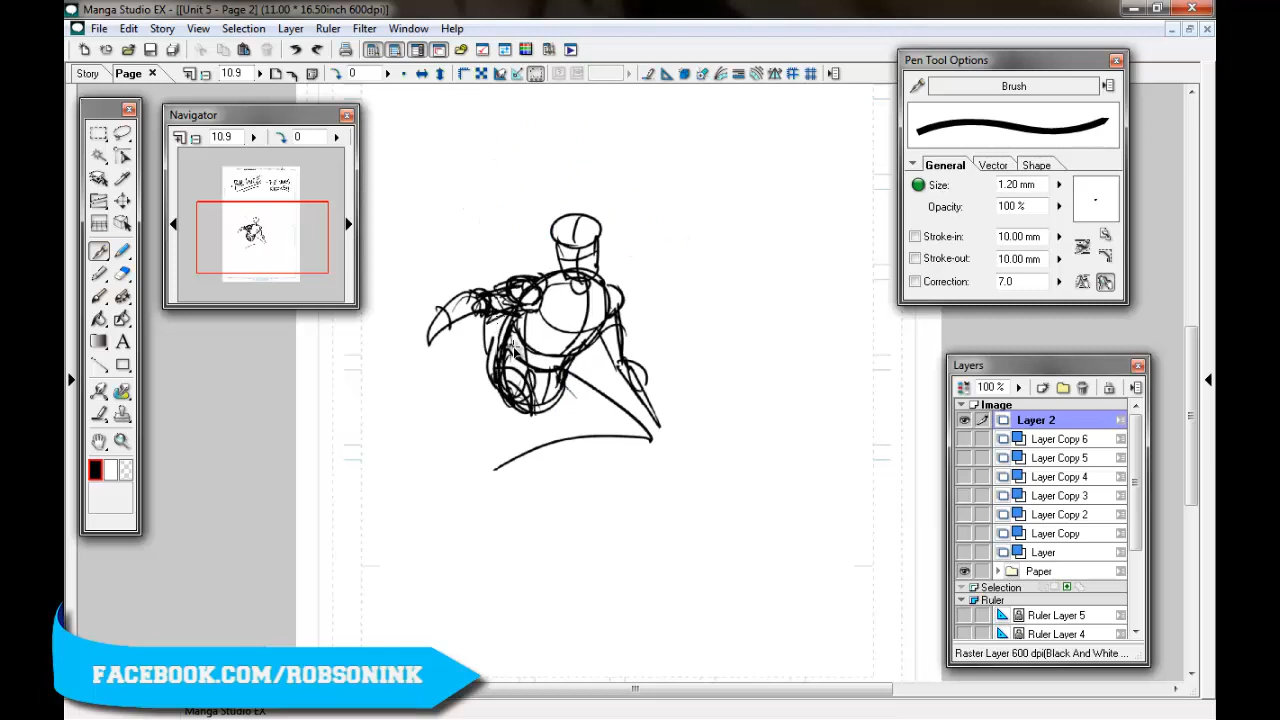 Manga Studio EX - [[Unit 5 - Page 2] (11.00 * 16.50inch 600dpi)]
File Edit Story View Selection Layer Ruler Filter Window Help
Story Page 10.9 0
Navigator
10.9 0
Pen Tool Options
Brush
General Vector Shape
Size: 1.20 mm
Opacity: 100 %
Stroke-in: 10.00 mm
Stroke-out: 10.00 mm
Correction: 7.0
Layers
100 %
Image
Layer 2
Layer Copy 6
Layer Copy 5
Layer Copy 4
Layer Copy 3
Layer Copy 2
Layer Copy
Layer
Paper
Selection
Ruler
Ruler Layer 5
Ruler Layer 4
Raster Layer 600 dpi(Black And White ...
FACEBOOK.COM/ROBSONINK
Manga Studio EX